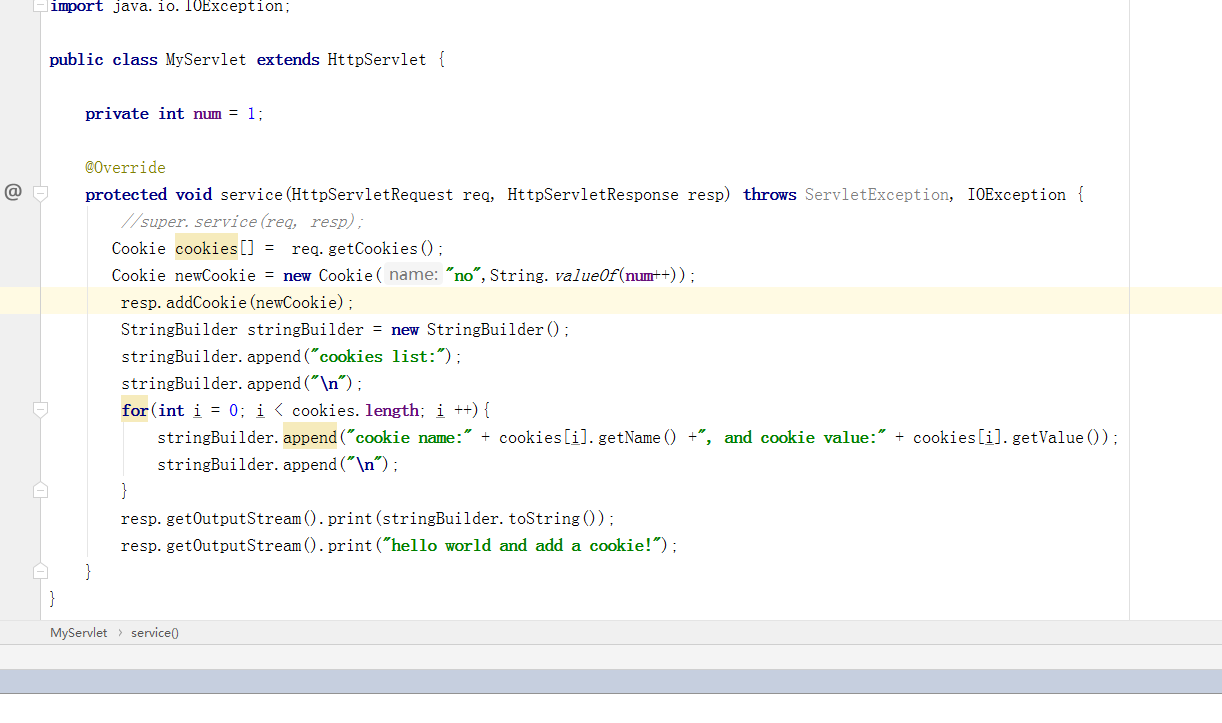 import java.io.IOException;
public class MyServlet extends HttpServlet {
private int num = 1;
@Override
@ protected void service(HttpServletRequest req, HttpServletResponse resp) throws ServletException, IOException {
//super.service(req, resp);
Cookie cookies[] =  req.getCookies();
Cookie newCookie = new Cookie( name: "no",String.valueOf(num++));
resp.addCookie(newCookie);
StringBuilder stringBuilder = new StringBuilder();
stringBuilder.append("cookies list:");
stringBuilder.append("\n");
for(int i = 0; i < cookies.length; i ++){
stringBuilder.append("cookie name:" + cookies[i].getName() +", and cookie value:" + cookies[i].getValue());
stringBuilder.append("\n");
}
resp.getOutputStream().print(stringBuilder.toString());
resp.getOutputStream().print("hello world and add a cookie!");
}
}
MyServlet › service()